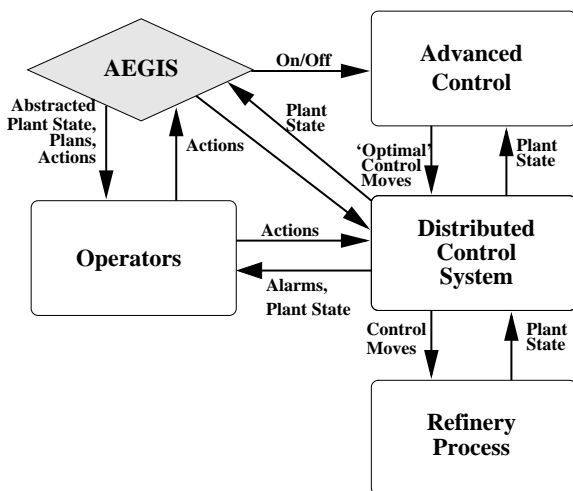 AEGIS
On/Off
Advanced
Control
Abstracted
Plant State,
Plans,
Actions
Actions
Plant
State
‘Optimal’
Control
Moves
Plant
State
Operators
Actions
Alarms,
Plant State
Distributed
Control
System
Control
Moves
Plant
State
Refinery
Process